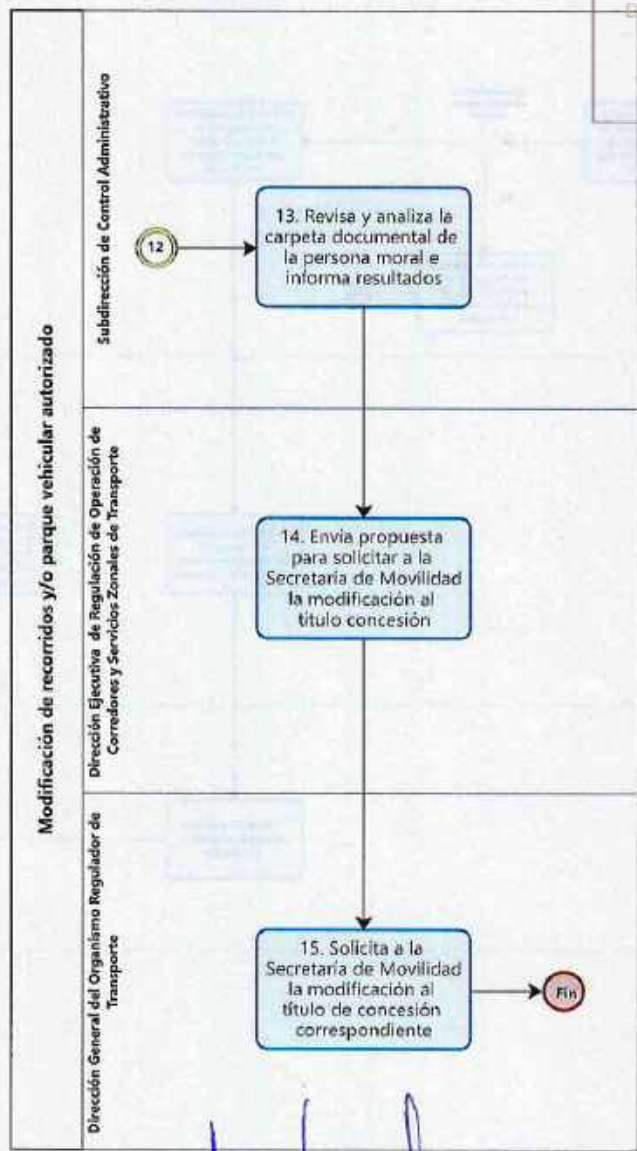 Modificación de recorridos y/o parque vehicular autorizado
Subdirección de Control Administrativo
12
13. Revisa y analiza la
carpeta documental de
la persona moral e
informa resultados
Dirección Ejecutiva de Regulación de Operación de
Corredores y Servicios Zonales de Transporte
14. Envia propuesta
para solicitar a la
Secretaría de Movilidad
la modificación al
título concesión
Dirección General del Organismo Regulador de
Transporte
15. Solicita a la
Secretaría de Movilidad
la modificación al
título de concesión
correspondiente
Fin